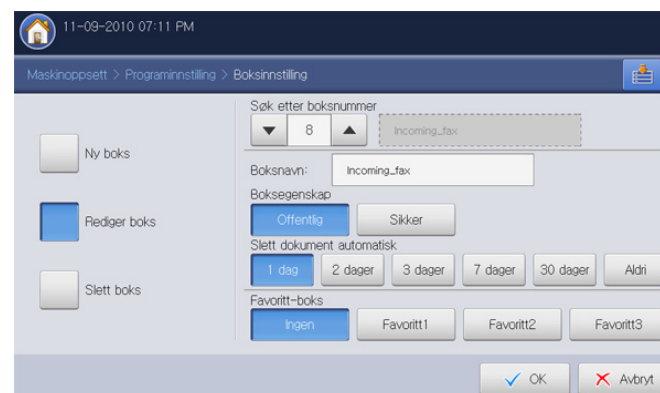 11-09-2010 07:11 PM
Maskinoppsett > Programinnstilling > Boksinnstilling
Ny boks
Rediger boks
Slett boks
Søk etter boksnummer
8 Incoming_fax
Boksnavn: Incoming_fax
Boksegenskap
Offentlig Sikker
Slett dokument automatisk
1 dag 2 dager 3 dager 7 dager 30 dager Aldri
Favoritt-boks
Ingen Favoritt1 Favoritt2 Favoritt3
OK Avbryt